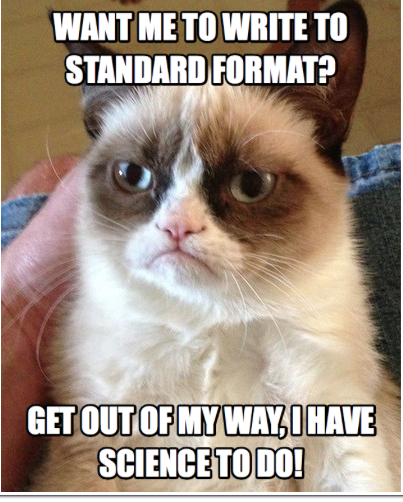 WANT ME TO WRITE TO
STANDARD FORMAT?
GET OUT OF MY WAY, I HAVE
SCIENCE TO DO!